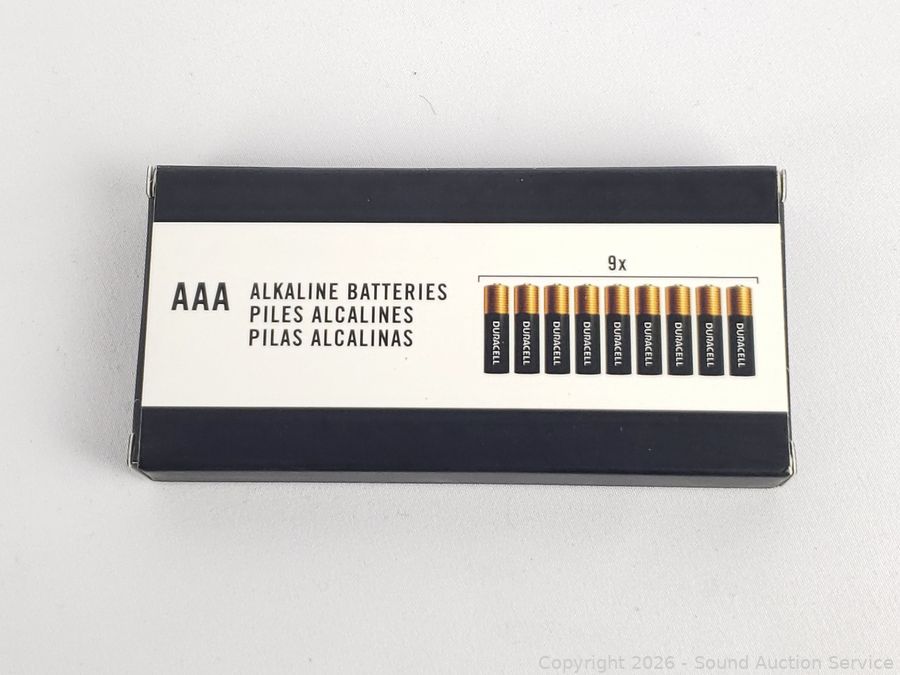 9x
AAA
ALKALINE BATTERIES
PILES ALCALINES
PILAS ALCALINAS
DURACELL
DURACELL
DURACELL
DURACELL
DURACELL
DURACELL
DURACELL
DURACELL
DURACELL
Copyright 2026 - Sound Auction Service